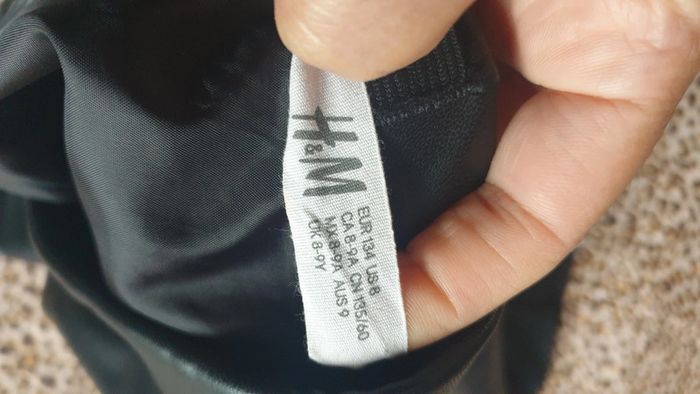 H&M
EUR 134 US 8
CA 8-9A CN 135/60
MX 8-9A AUS 9
UK 8-9Y